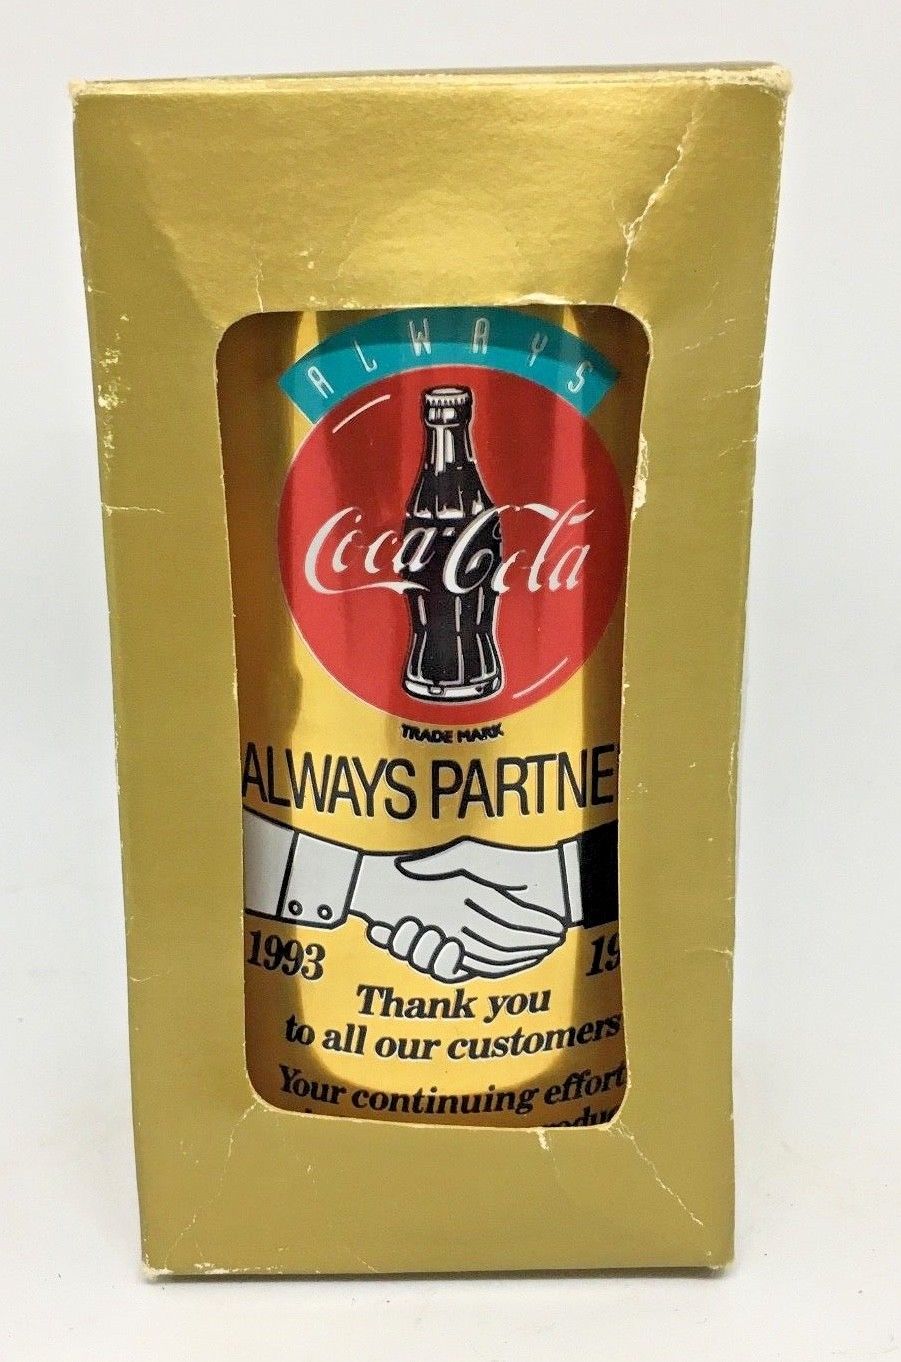 ALWAYS
Coca-Cola
TRADE MARK
ALWAYS PARTNE
1993 19
Thank you
to all our customers
Your continuing effort